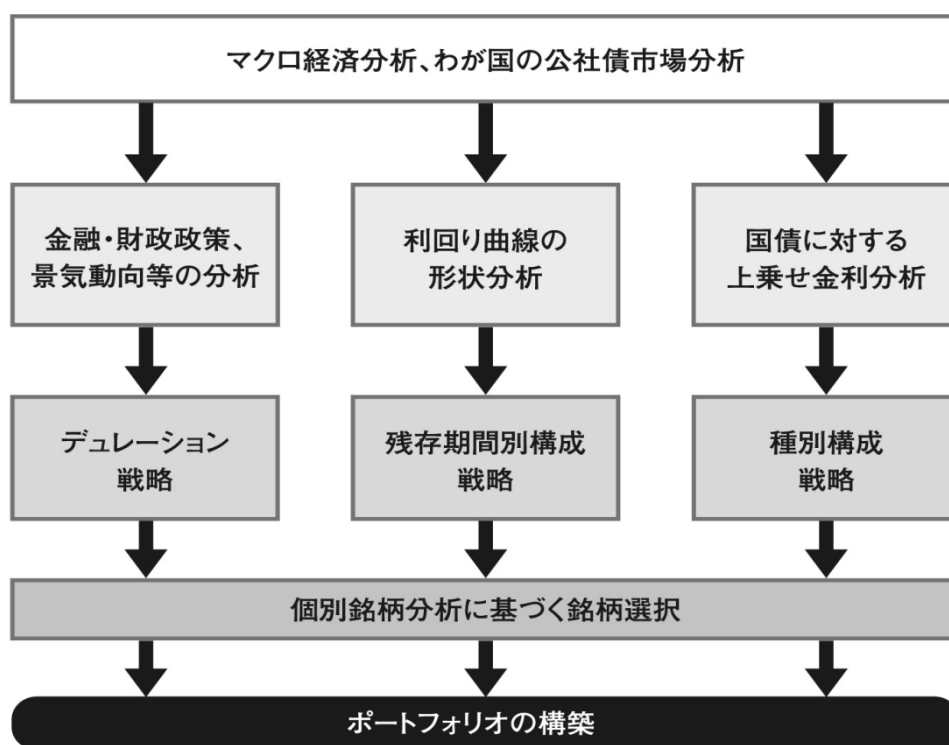 マクロ経済分析、わが国の公社債市場分析
金融・財政政策、
景気動向等の分析
利回り曲線の
形状分析
国債に対する
上乗せ金利分析
デュレーション
戦略
残存期間別構成
戦略
種別構成
戦略
個別銘柄分析に基づく銘柄選択
ポートフォリオの構築